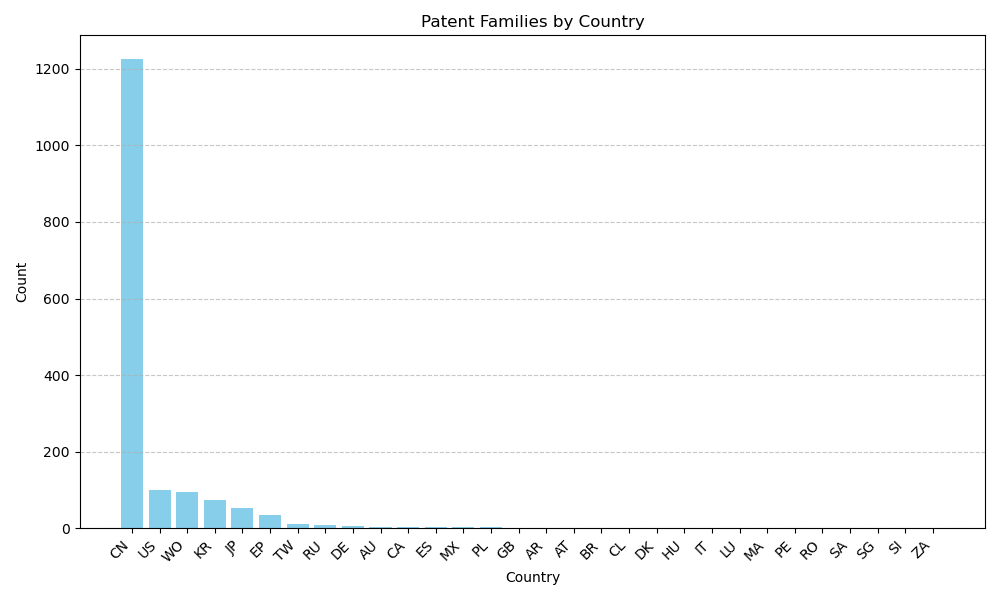 Patent Families by Country
1200
1000
800
600
400
200
0
Count
CN US WO KR JP EP TW RU DE AU CA ES MX PL GB AR AT BR CL DK HU IT LU MA PE RO SA SG SI ZA
Country